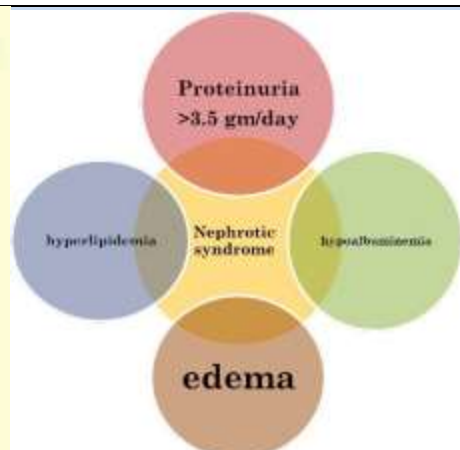 Proteinuria
>3.5 gm/day
hyperlipidemia
Nephrotic
syndrome
hypoalbuminemia
edema